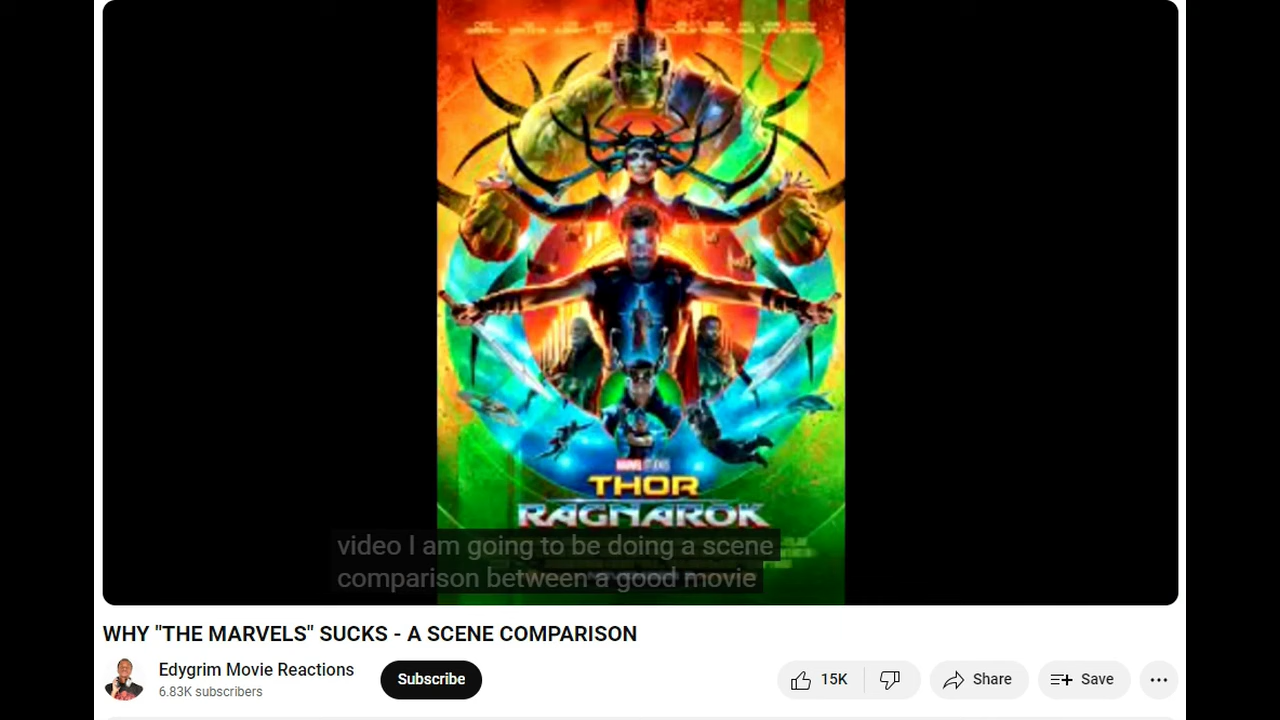 MARVEL STUDIOS
THOR
RAGNAROK
video I am going to be doing a scene
comparison between a good movie
WHY "THE MARVELS" SUCKS - A SCENE COMPARISON
Edygrim Movie Reactions
6.83K subscribers
Subscribe
15K
Share
Save